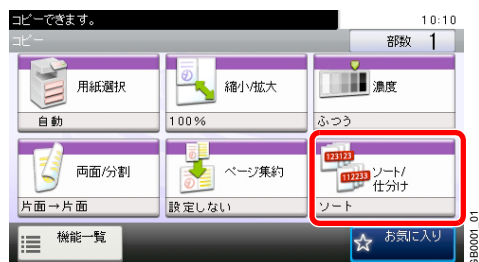 コピーできます。
10:10
コピー
部数 1
用紙選択
自動
縮小/拡大
100%
濃度
ふつう
両面/分割
片面→片面
ページ集約
設定しない
123123
112233
ソート/
仕分け
ソート
機能一覧
お気に入り
GB0001_01